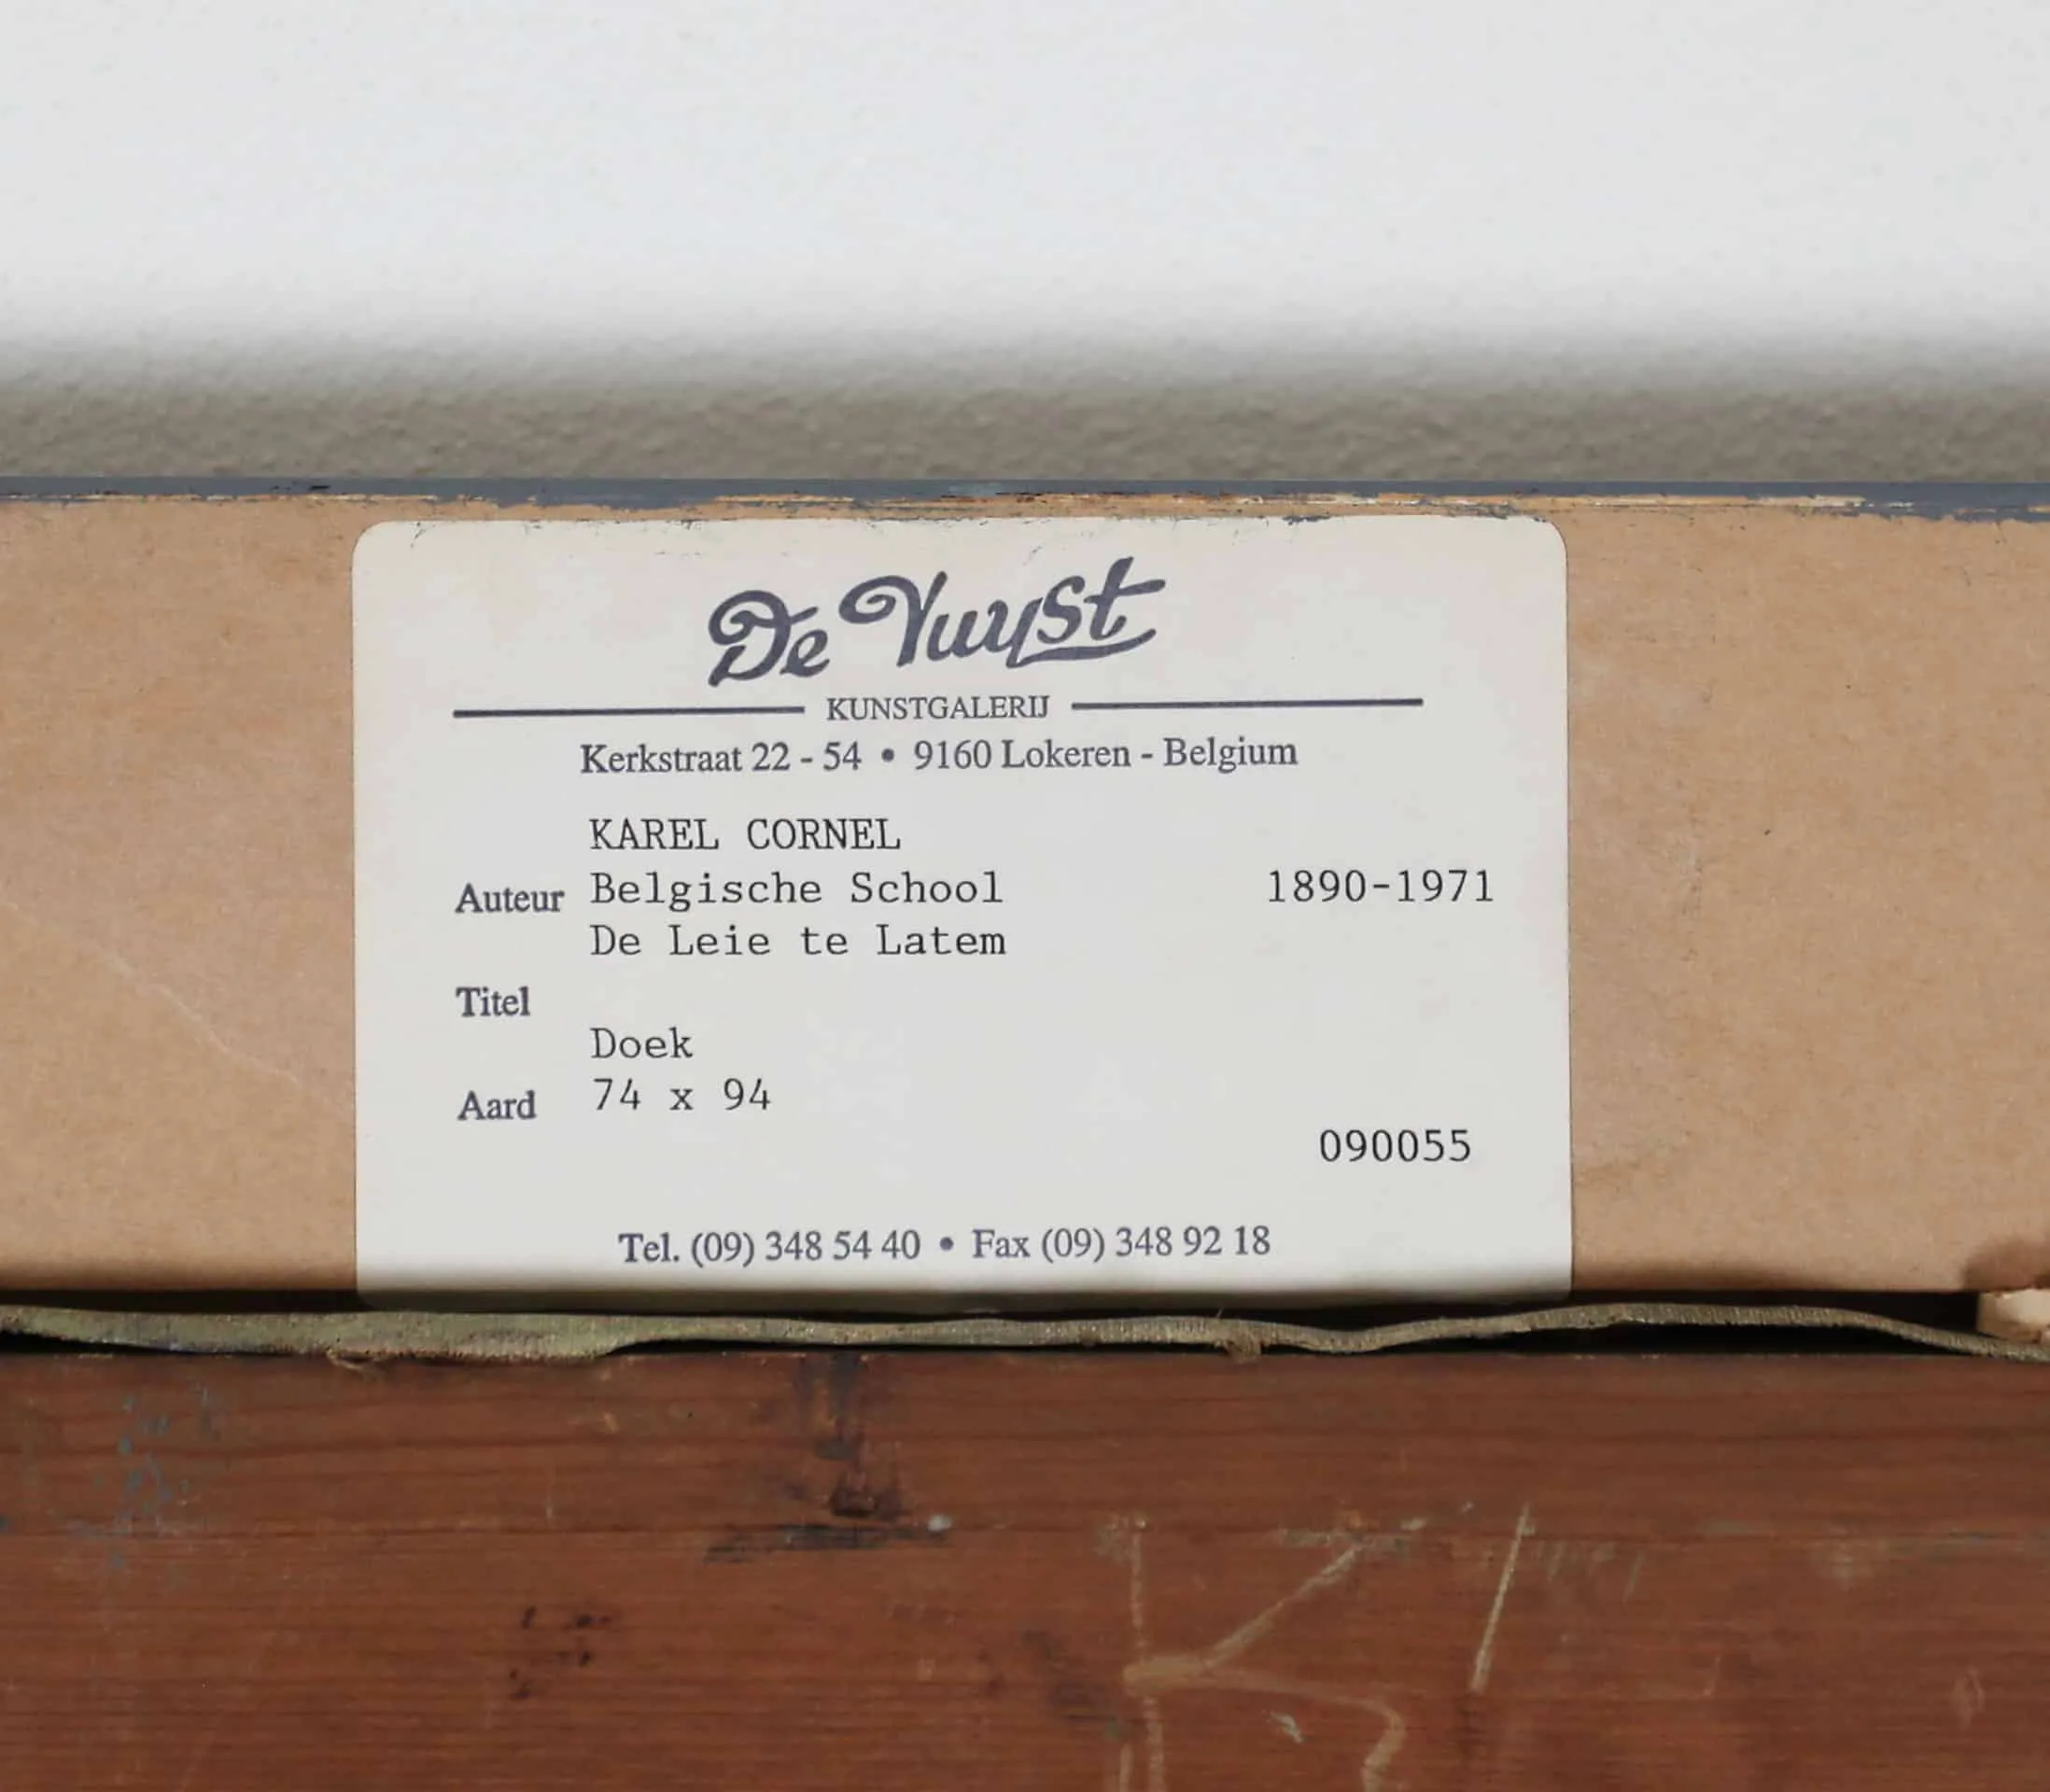 De Vuyst
KUNSTGALERIJ
Kerkstraat 22 - 54 • 9160 Lokeren - Belgium
KAREL CORNEL
Auteur Belgische School 1890-1971
De Leie te Latem
Titel
Doek
Aard 74 x 94
090055
Tel. (09) 348 54 40 • Fax (09) 348 92 18